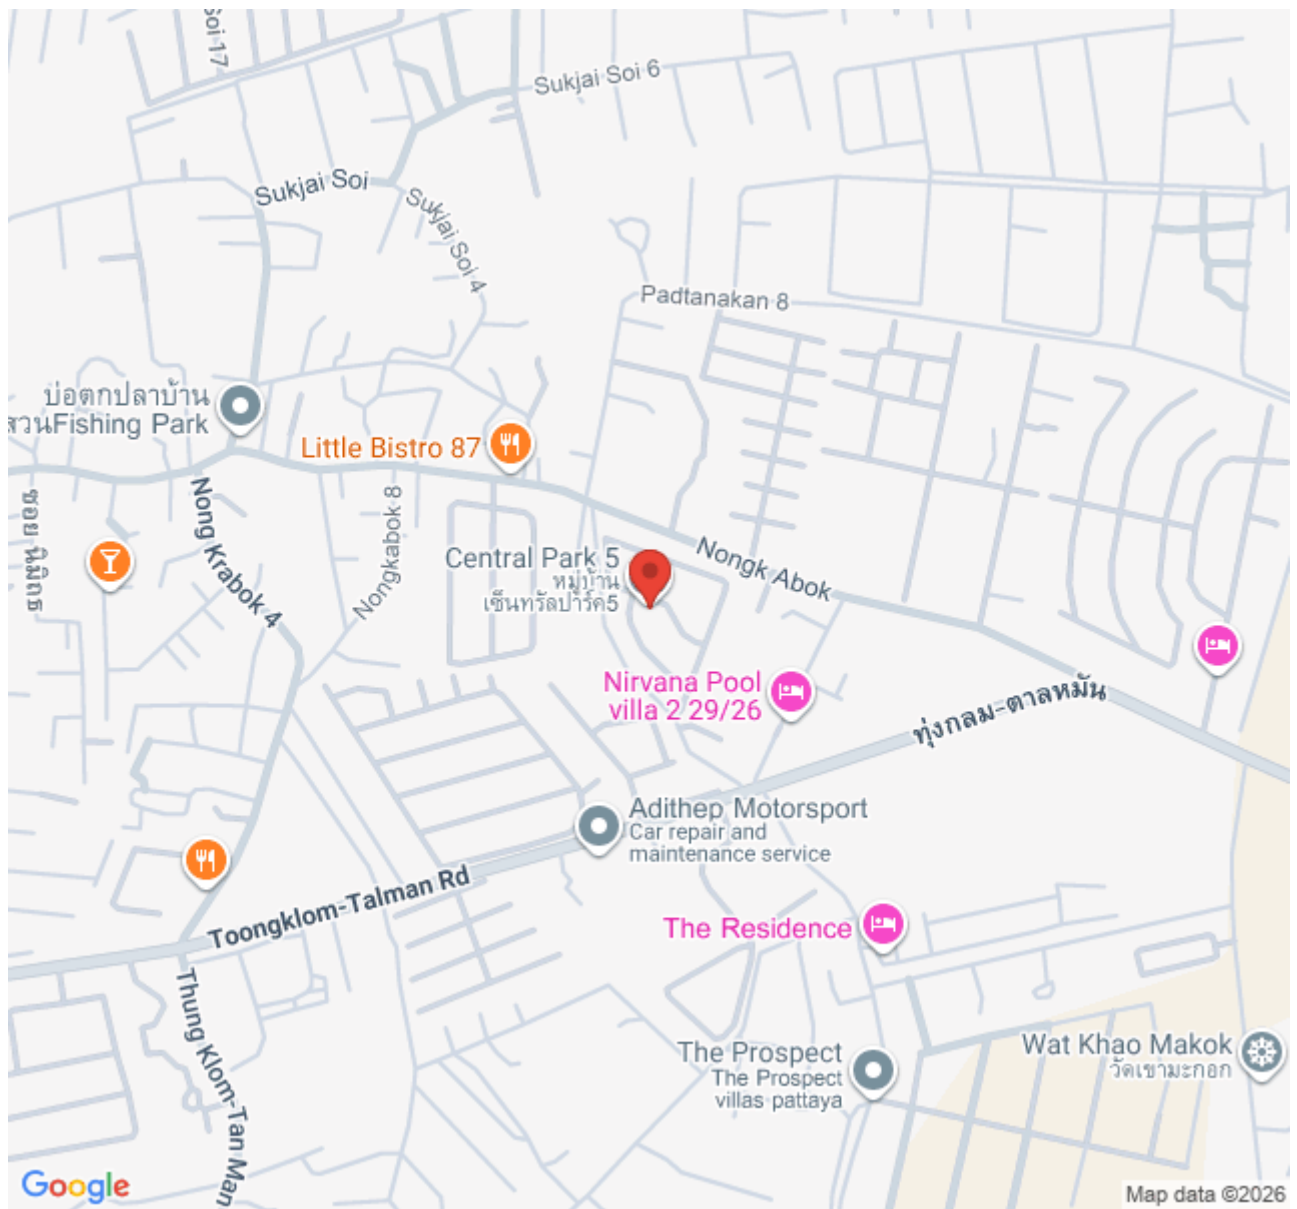 Soi 17
Sukjai Soi 6
Sukjai Soi
Sukjai Soi 4
Padtanakan 8
บ่อตกปลาบ้าน
สวนFishing Park
Little Bistro 87
ซอย นิมิตร
Nong Krabok 4
Nongkabok 8
Central Park 5
หมู่บ้าน
เซ็นทรัลปาร์ค5
Nongk Abok
Nirvana Pool
villa 2 29/26
ทุ่งกลม-ตาลหมัน
Adithep Motorsport
Car repair and
maintenance service
Toongklom-Talman Rd
The Residence
Thung Klom-Tan Man
The Prospect
The Prospect
villas pattaya
Wat Khao Makok
วัดเขามะกอก
Google
Map data ©2026